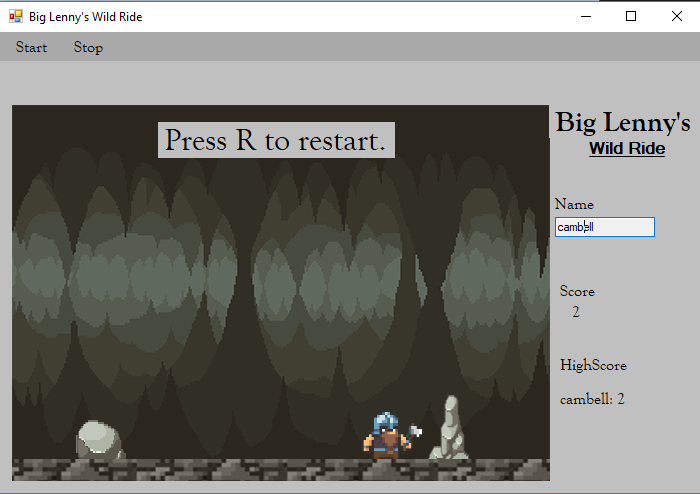 Big Lenny's Wild Ride
Start Stop
Press R to restart.
Big Lenny's
Wild Ride
Name
cambell
Score
2
HighScore
cambell: 2